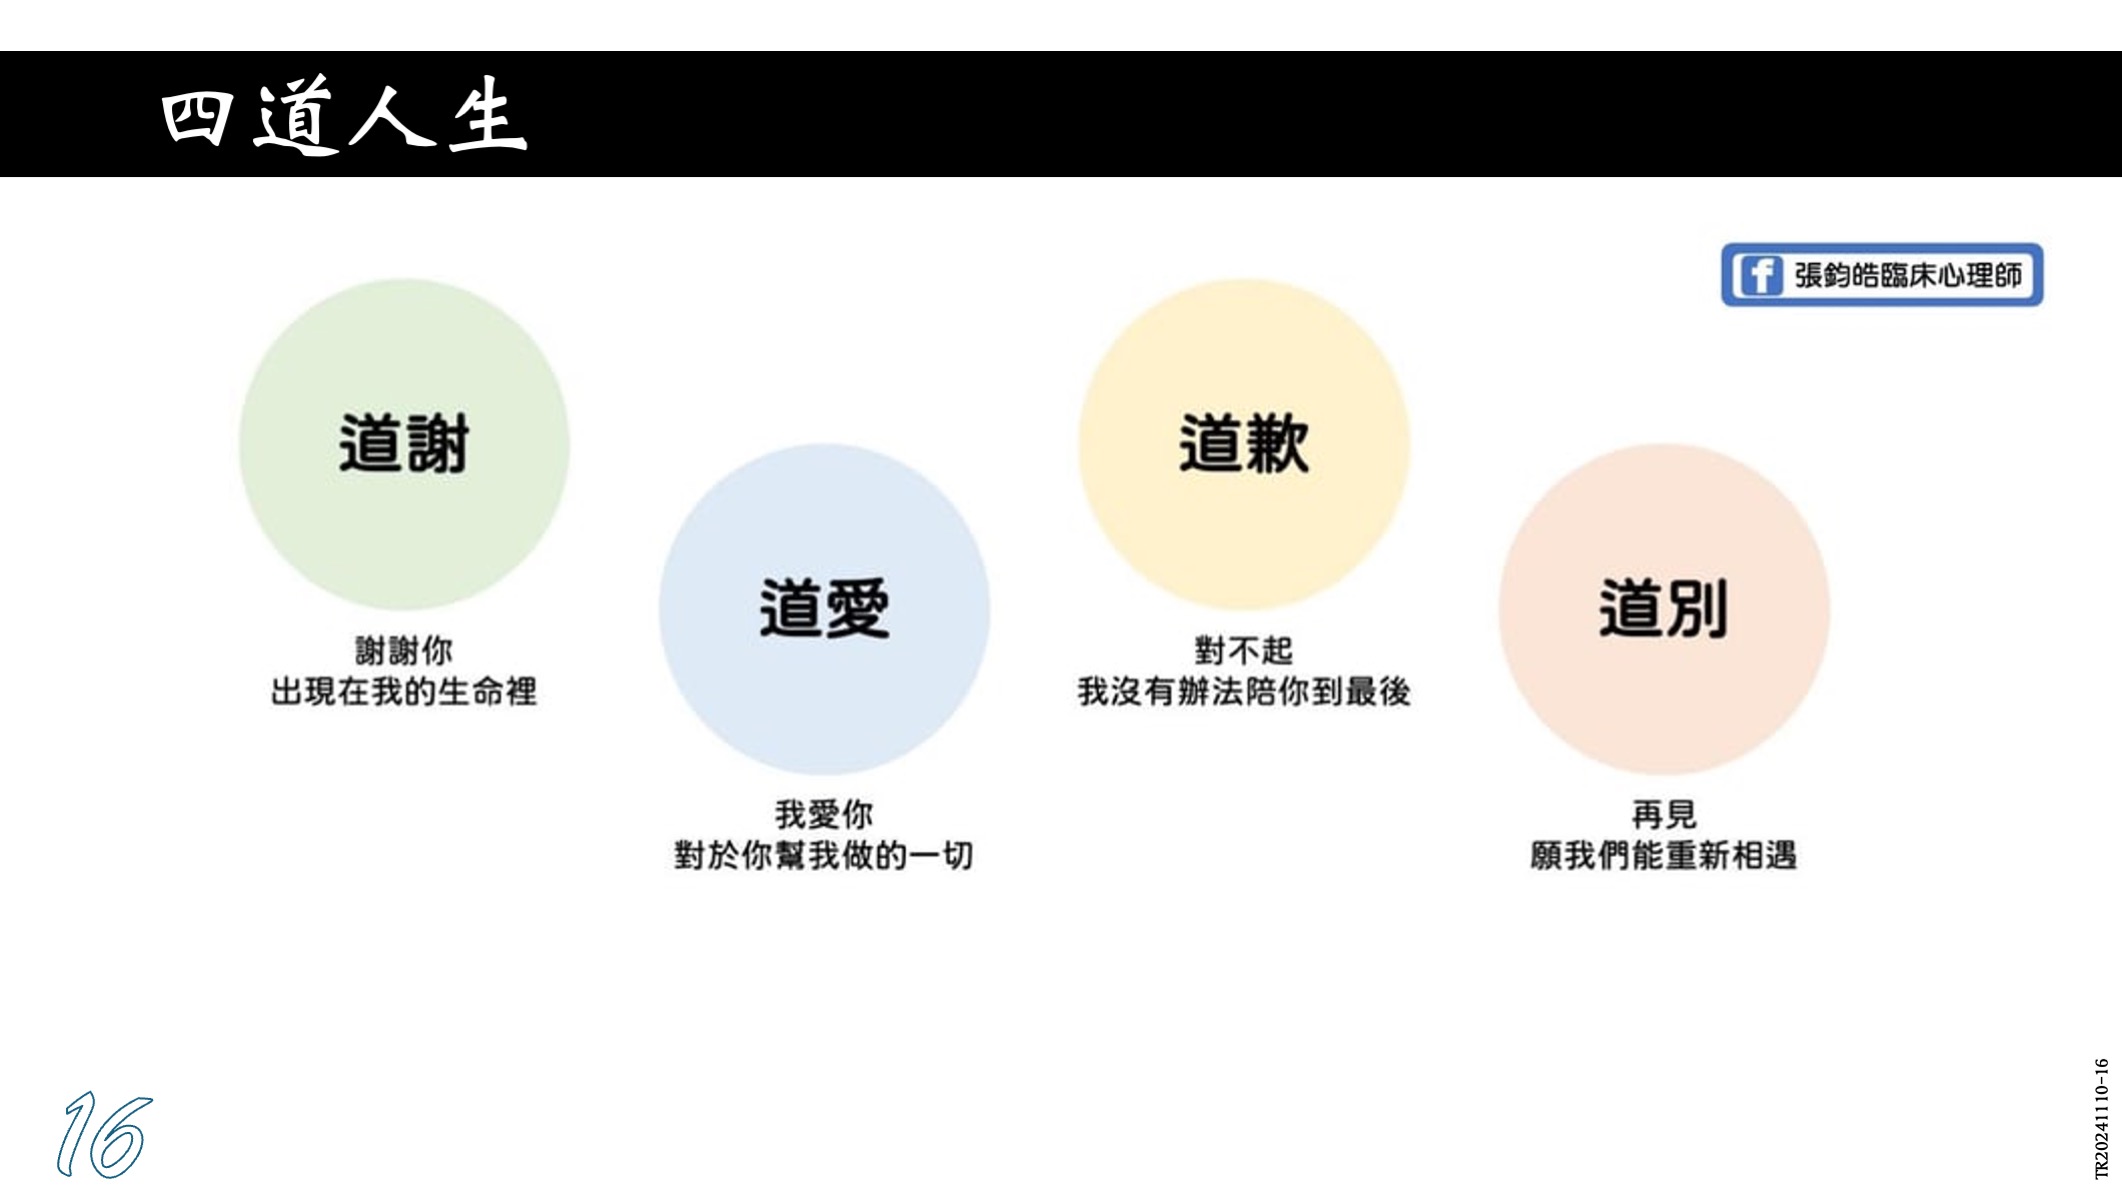 四道人生
張鈞皓臨床心理師
道謝
謝謝你
出現在我的生命裡
道愛
我愛你
對於你幫我做的一切
道歉
對不起
我沒有辦法陪你到最後
道別
再見
願我們能重新相遇
16
TR20241110-16